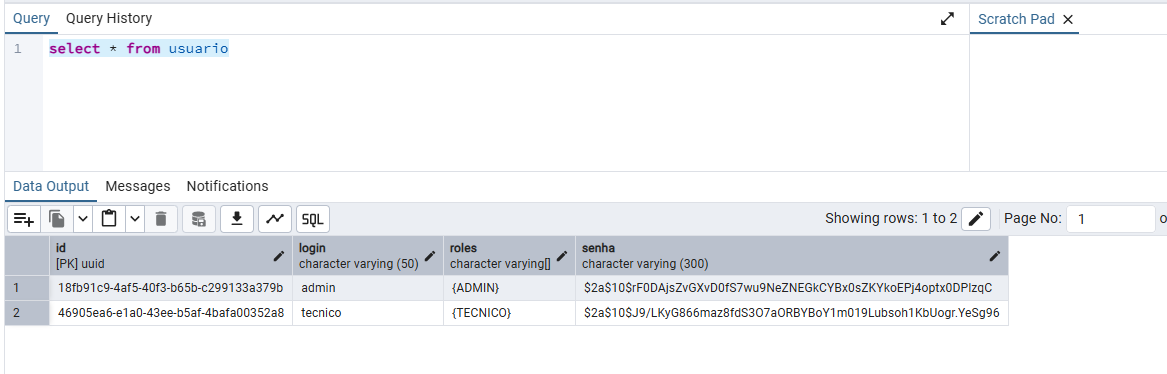 Query Query History
Scratch Pad ×
1 select * from usuario
Data Output Messages Notifications
SQL Showing rows: 1 to 2 Page No: 1 o
id login roles senha
[PK] uuid character varying (50) character varying[] character varying (300)
1 18fb91c9-4af5-40f3-b65b-c299133a379b admin {ADMIN} $2a$10$rF0DAjsZvGXvD0fS7wu9NeZNEGkCYBx0sZKYkoEPj4optx0DPIzqC
2 46905ea6-e1a0-43ee-b5af-4bafa00352a8 tecnico {TECNICO} $2a$10$J9/LKyG866maz8fdS3O7aORBYBoY1m019Lubsoh1KbUogr.YeSg96